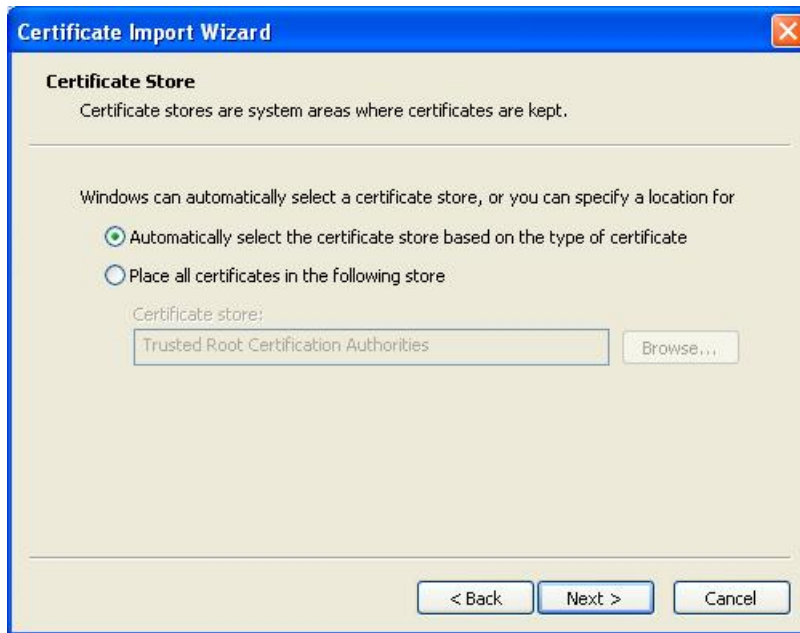 Certificate Import Wizard
Certificate Store
Certificate stores are system areas where certificates are kept.
Windows can automatically select a certificate store, or you can specify a location for
Automatically select the certificate store based on the type of certificate
Place all certificates in the following store
Certificate store:
Trusted Root Certification Authorities
Browse...
< Back
Next >
Cancel